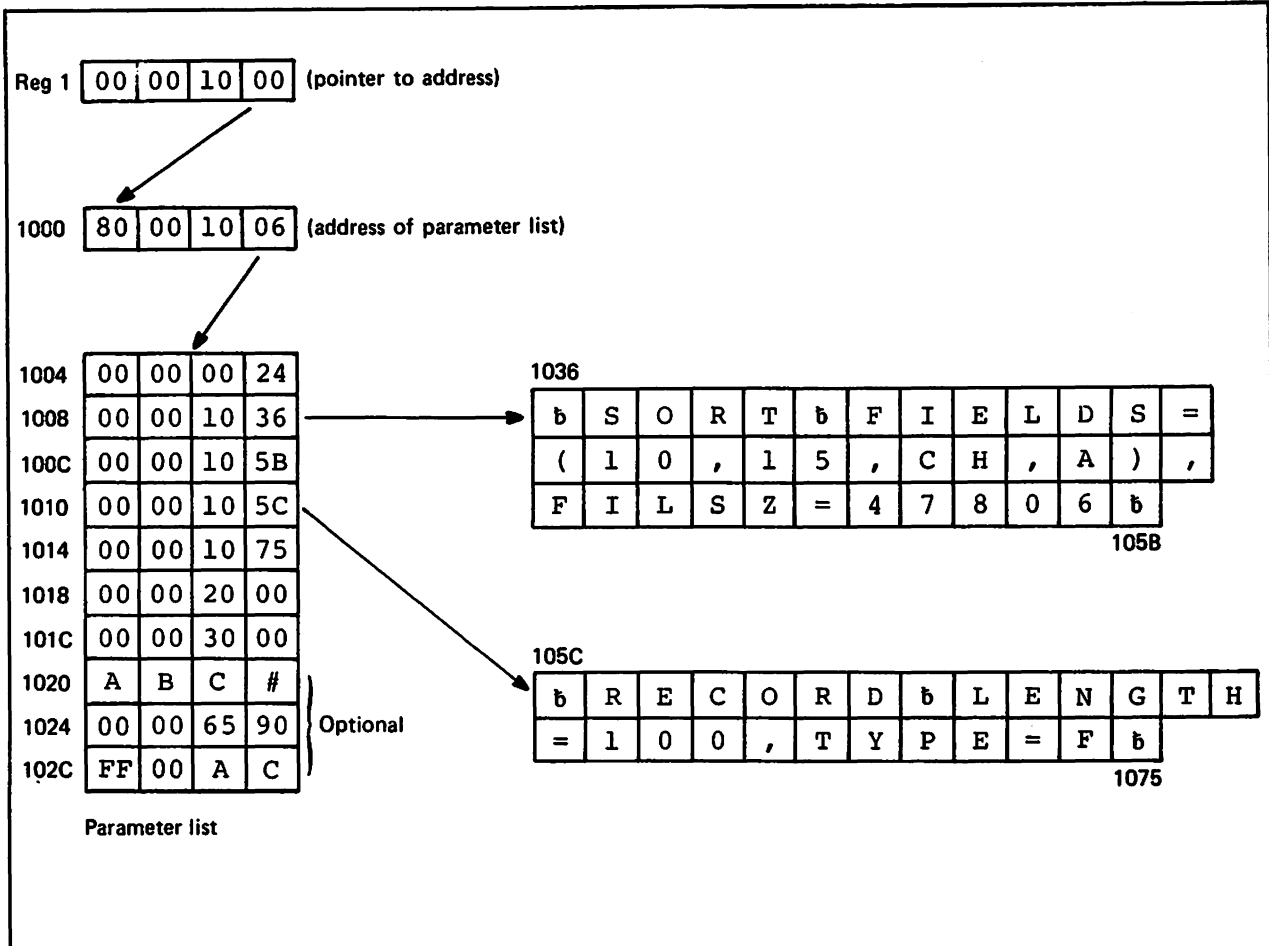 Reg 1 00 00 10 00 (pointer to address)
1000 80 00 10 06 (address of parameter list)
1004 00 00 00 24
1008 00 00 10 36
100C 00 00 10 5B
1010 00 00 10 5C
1014 00 00 10 75
1018 00 00 20 00
101C 00 00 30 00
1020 A B C #
1024 00 00 65 90
102C FF 00 A C
Optional
Parameter list
1036
ƀ S O R T ƀ F I E L D S =
( 1 0 , 1 5 , C H , A ) ,
F I L S Z = 4 7 8 0 6 ƀ
105B
105C
ƀ R E C O R D ƀ L E N G T H
= 1 0 0 , T Y P E = F ƀ
1075